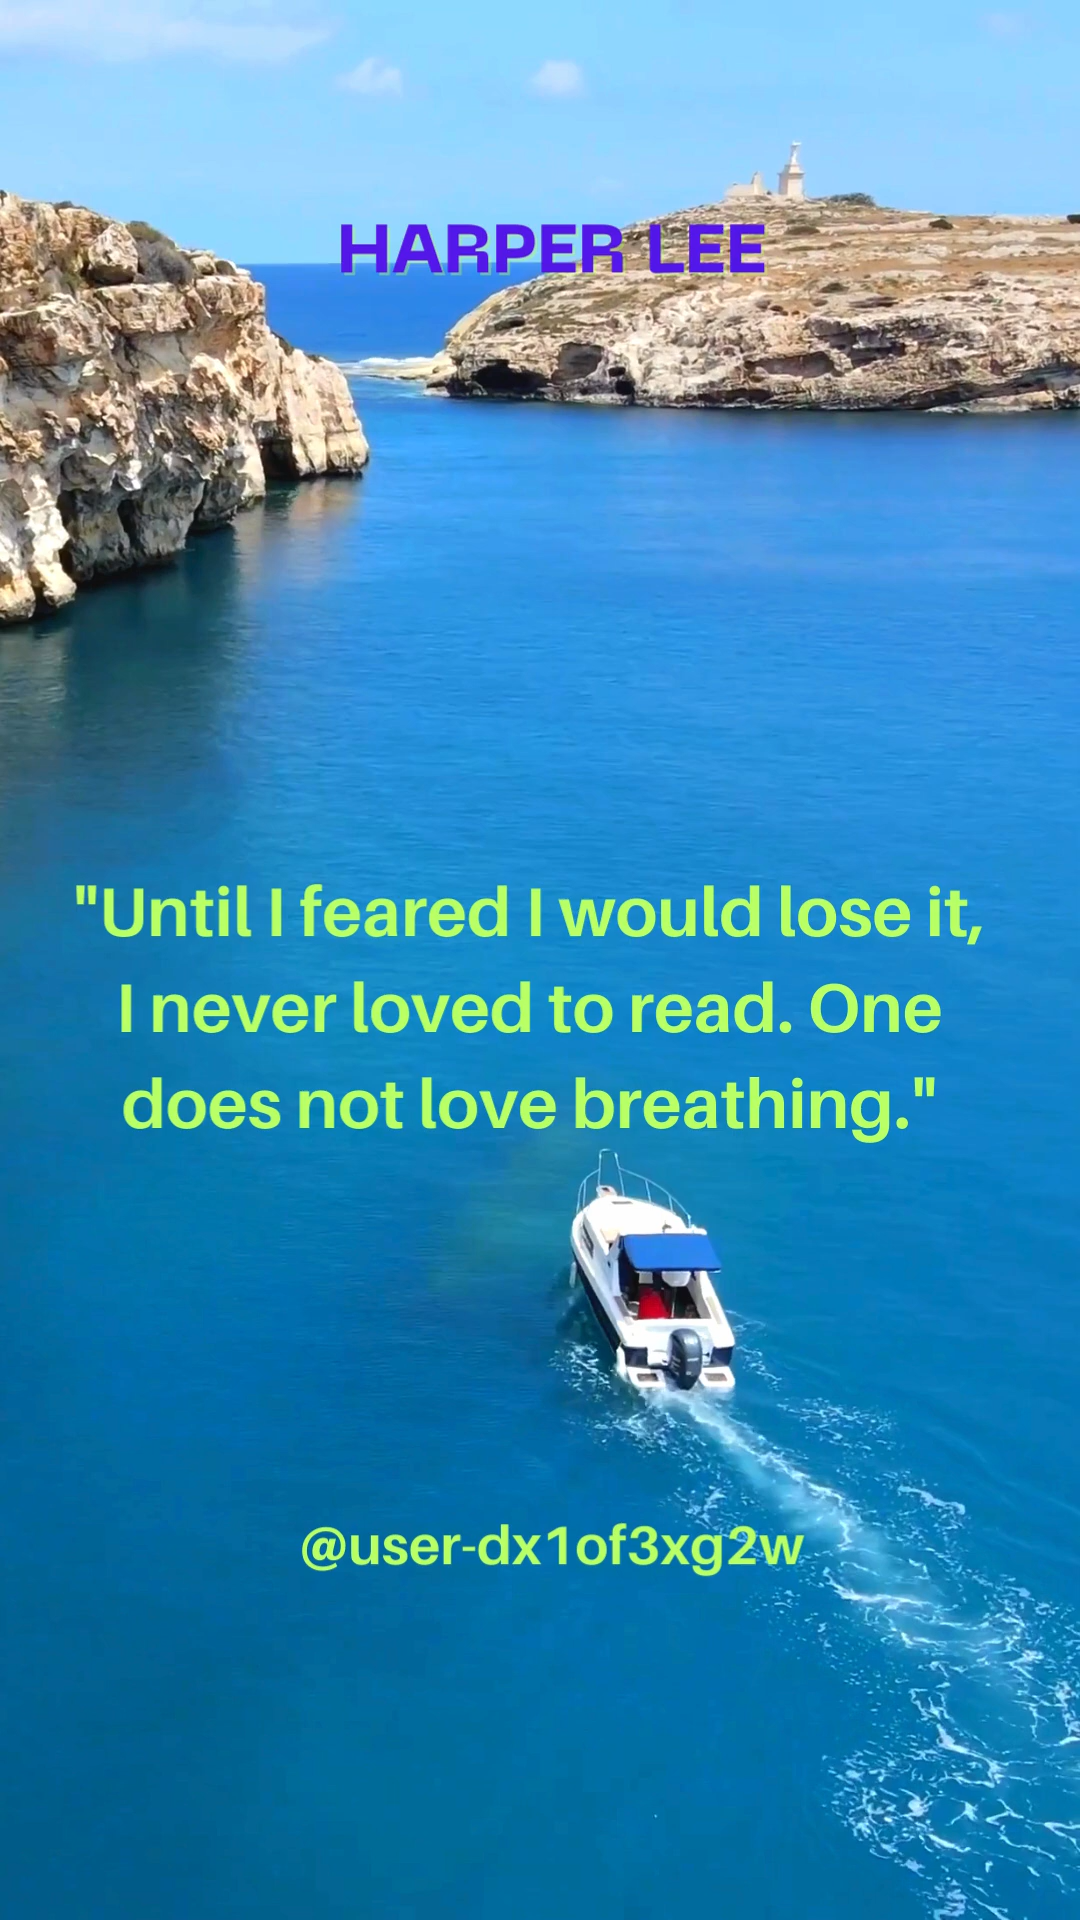 HARPER LEE
"Until I feared I would lose it,
I never loved to read. One
does not love breathing."
@user-dx1of3xg2w